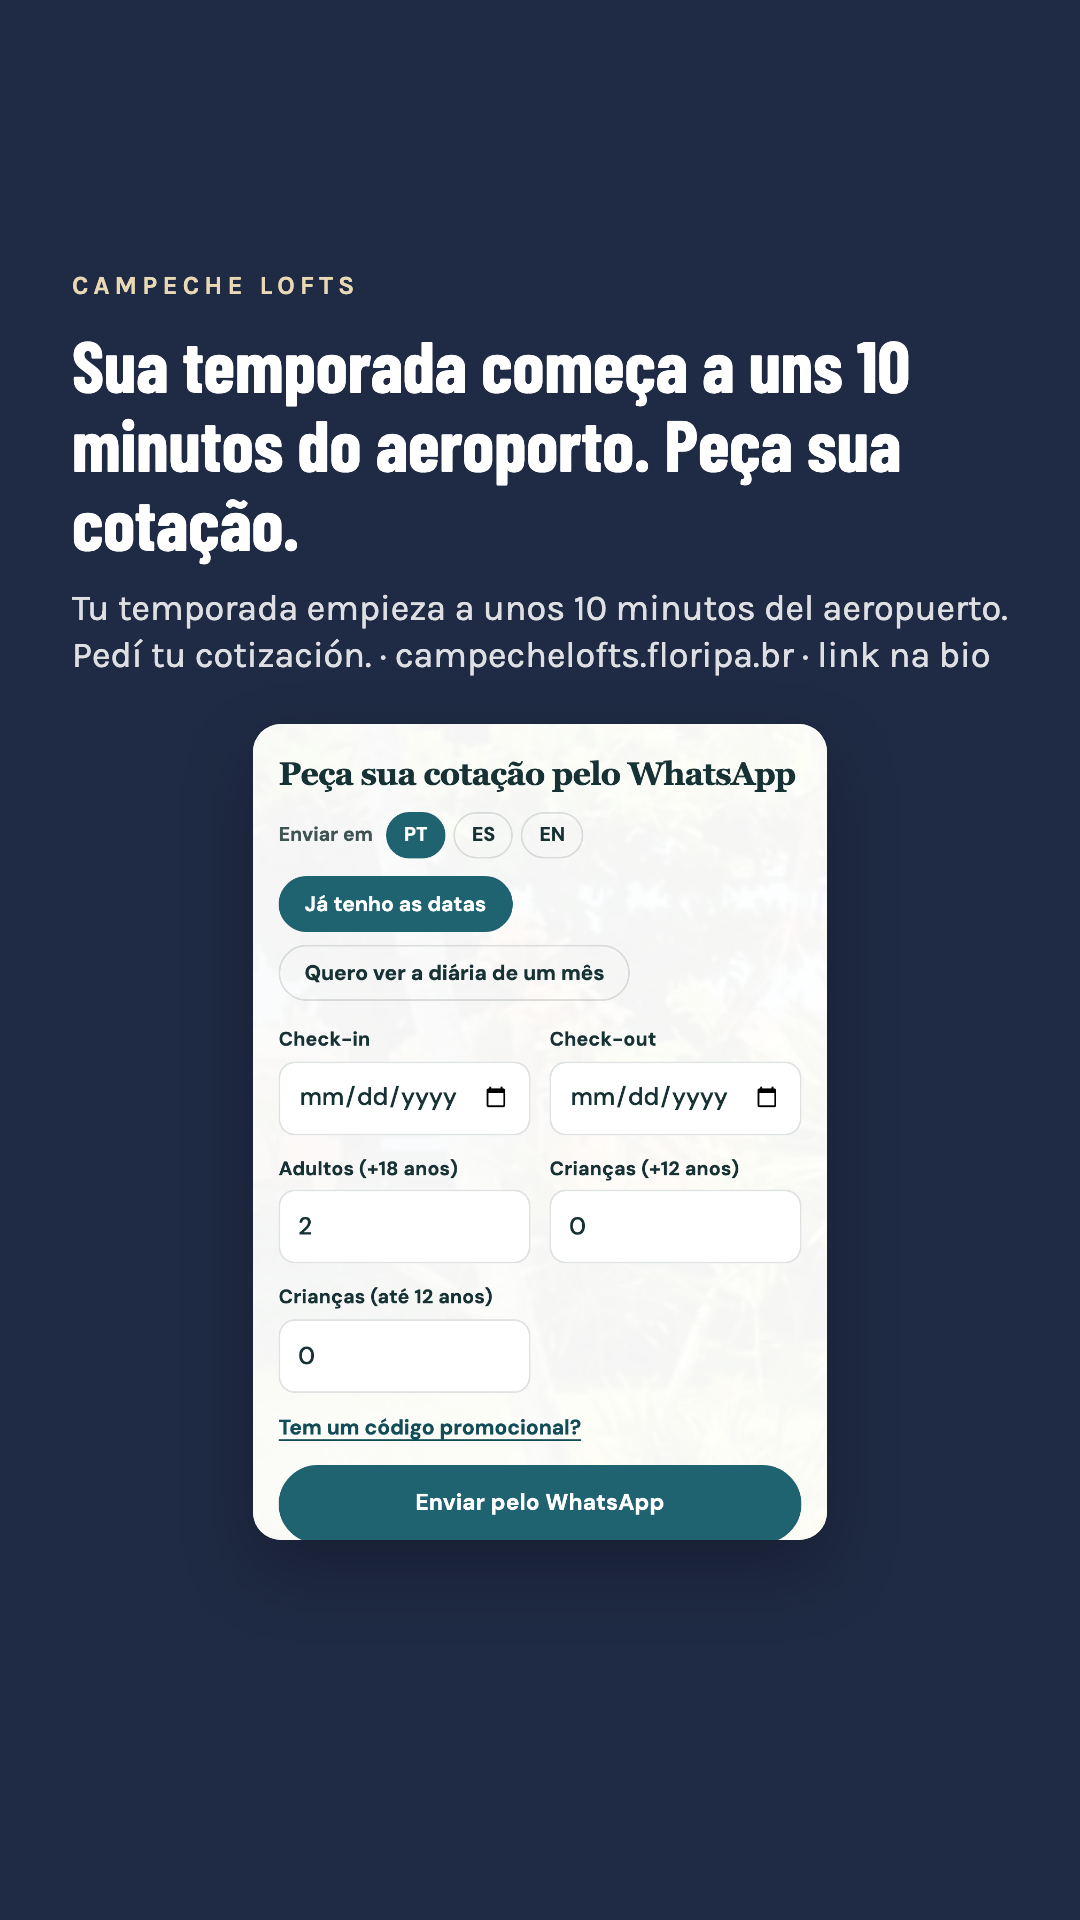 CAMPECHE LOFTS
Sua temporada começa a uns 10
minutos do aeroporto. Peça sua
cotação.
Tu temporada empieza a unos 10 minutos del aeropuerto.
Pedí tu cotización. · campechelofts.floripa.br · link na bio
Peça sua cotação pelo WhatsApp
Enviar em PT ES EN
Já tenho as datas
Quero ver a diária de um mês
Check-in Check-out
mm/dd/yyyy mm/dd/yyyy
Adultos (+18 anos) Crianças (+12 anos)
2 0
Crianças (até 12 anos)
0
Tem um código promocional?
Enviar pelo WhatsApp